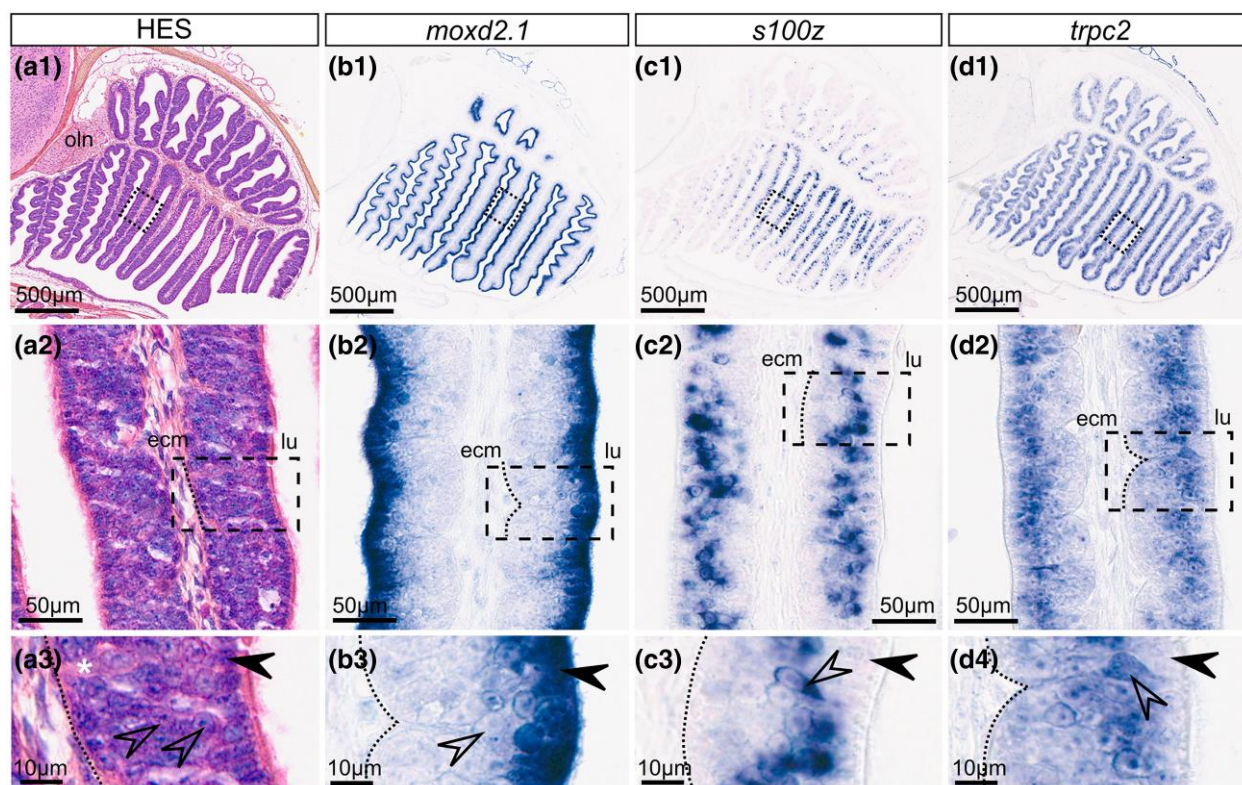 HES moxd2.1 s100z trpc2
(a1) (b1) (c1) (d1)
oln
500µm 500µm 500µm 500µm
(a2) (b2) (c2) (d2)
ecm lu
ecm lu
ecm lu
ecm lu
50µm 50µm 50µm 50µm
(a3) (b3) (c3) (d4)
*
10µm 10µm 10µm 10µm